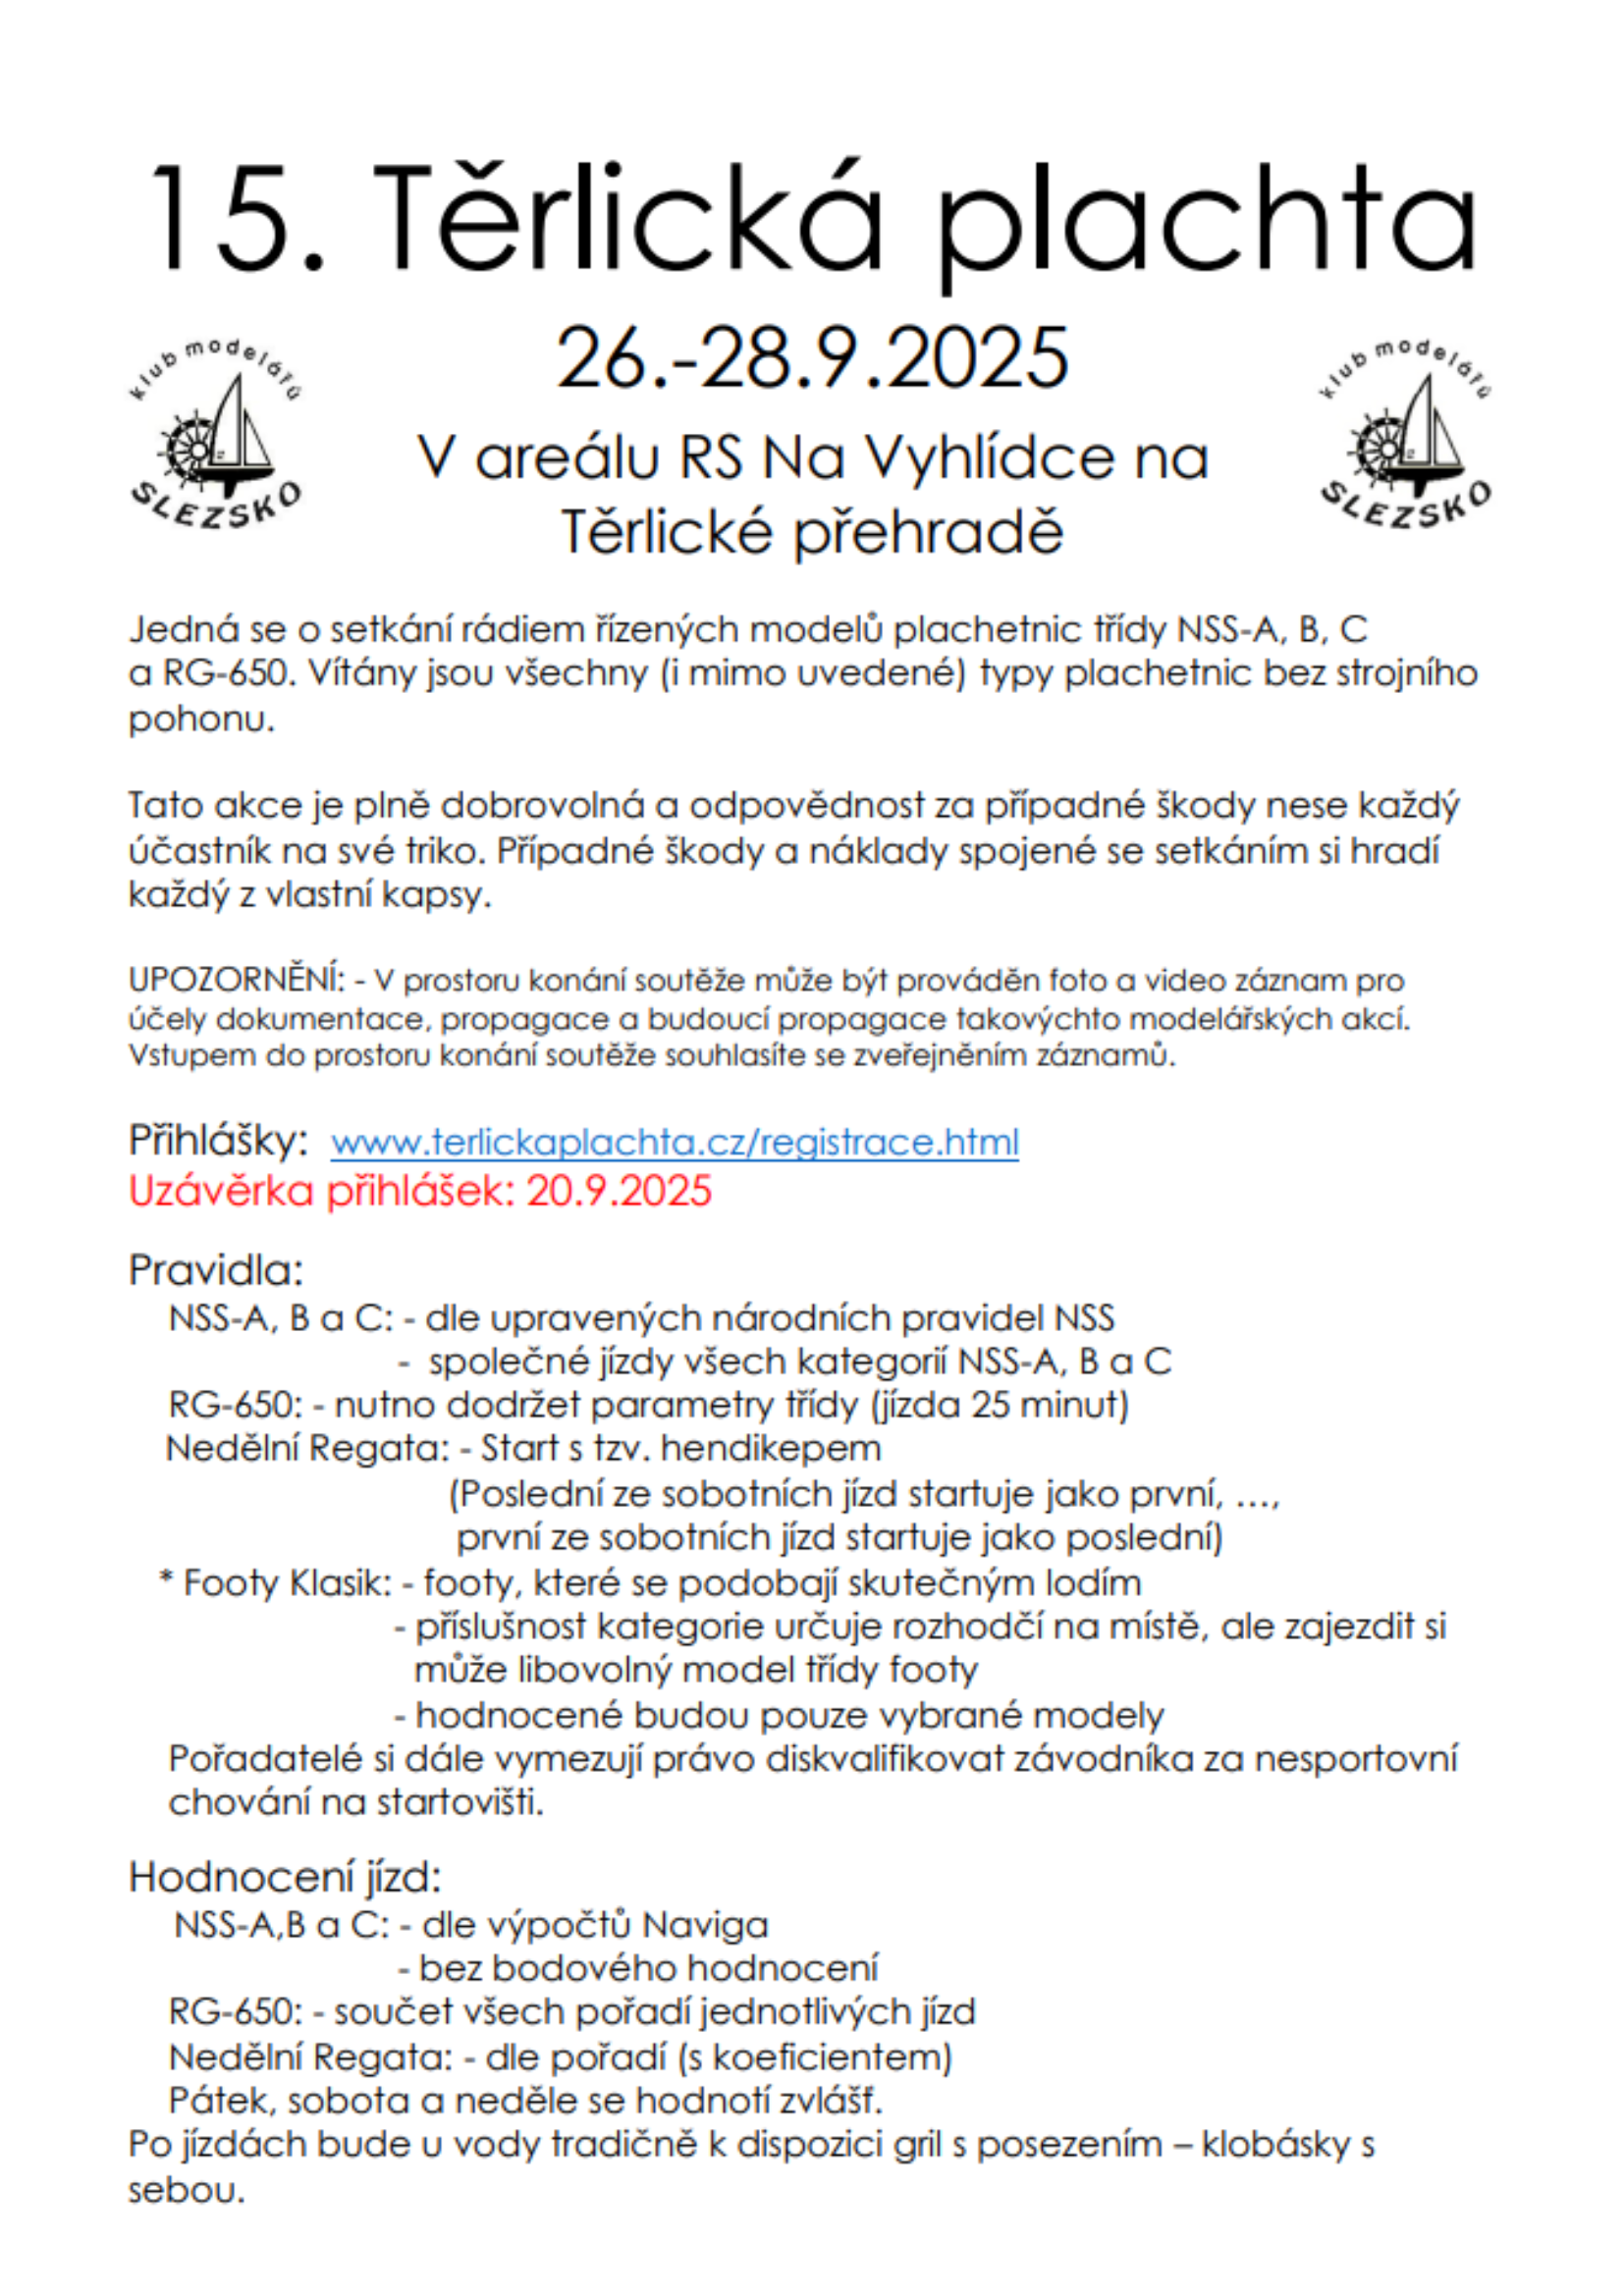 15. Těrlická plachta
26.-28.9.2025
V areálu RS Na Vyhlídce na
Těrlické přehradě
klub modelářů
SLEZSKO
klub modelářů
SLEZSKO
Jedná se o setkání rádiem řízených modelů plachetnic třídy NSS-A, B, C
a RG-650. Vítány jsou všechny (i mimo uvedené) typy plachetnic bez strojního
pohonu.
Tato akce je plně dobrovolná a odpovědnost za případné škody nese každý
účastník na své triko. Případné škody a náklady spojené se setkáním si hradí
každý z vlastní kapsy.
UPOZORNĚNÍ: - V prostoru konání soutěže může být prováděn foto a video záznam pro
účely dokumentace, propagace a budoucí propagace takovýchto modelářských akcí.
Vstupem do prostoru konání soutěže souhlasíte se zveřejněním záznamů.
Přihlášky: www.terlickaplachta.cz/registrace.html
Uzávěrka přihlášek: 20.9.2025
Pravidla:
NSS-A, B a C: - dle upravených národních pravidel NSS
- společné jízdy všech kategorií NSS-A, B a C
RG-650: - nutno dodržet parametry třídy (jízda 25 minut)
Nedělní Regata: - Start s tzv. hendikepem
(Poslední ze sobotních jízd startuje jako první, ...,
první ze sobotních jízd startuje jako poslední)
* Footy Klasik: - footy, které se podobají skutečným lodím
- příslušnost kategorie určuje rozhodčí na místě, ale zajezdit si
může libovolný model třídy footy
- hodnocené budou pouze vybrané modely
Pořadatelé si dále vymezují právo diskvalifikovat závodníka za nesportovní
chování na startovišti.
Hodnocení jízd:
NSS-A,B a C: - dle výpočtů Naviga
- bez bodového hodnocení
RG-650: - součet všech pořadí jednotlivých jízd
Nedělní Regata: - dle pořadí (s koeficientem)
Pátek, sobota a neděle se hodnotí zvlášť.
Po jízdách bude u vody tradičně k dispozici gril s posezením – klobásky s
sebou.